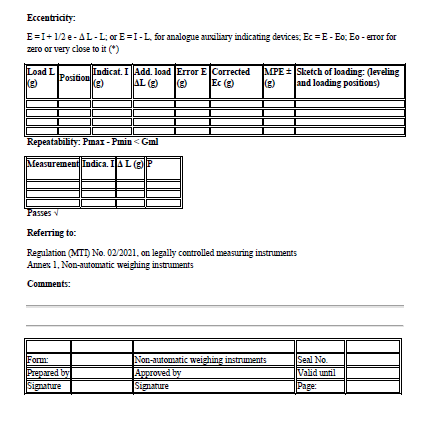 Eccentricity:
E = I + 1/2 e - Δ L - L; or E = I - L, for analogue auxiliary indicating devices; Ec = E - Eo; Eo - error for
zero or very close to it (*)
Load L (g) Position Indicat. I (g) Add. load ΔL (g) Error E (g) Corrected Ec (g) MPE ± (g) Sketch of loading: (leveling and loading positions)
Repeatability: Pmax - Pmin < Gml
Measurement Indica. I Δ L (g) P
Passes √
Referring to:
Regulation (MTI) No. 02/2021, on legally controlled measuring instruments
Annex 1, Non-automatic weighing instruments
Comments:
Form: Non-automatic weighing instruments Seal No.
Prepared by Approved by Valid until
Signature Signature Page: